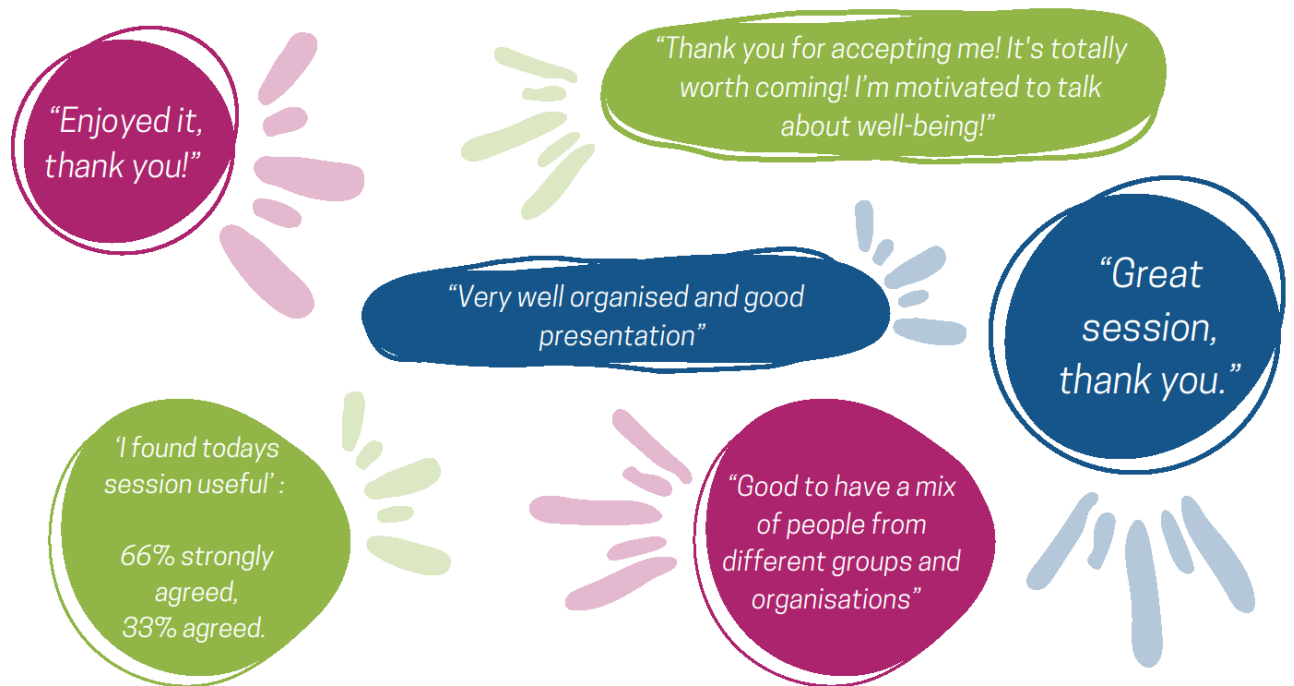 “Enjoyed it,
thank you!”
“Thank you for accepting me! It's totally
worth coming! I’m motivated to talk
about well-being!”
“Very well organised and good
presentation”
“Great
session,
thank you.”
‘I found todays
session useful’ :
66% strongly
agreed,
33% agreed.
“Good to have a mix
of people from
different groups and
organisations”